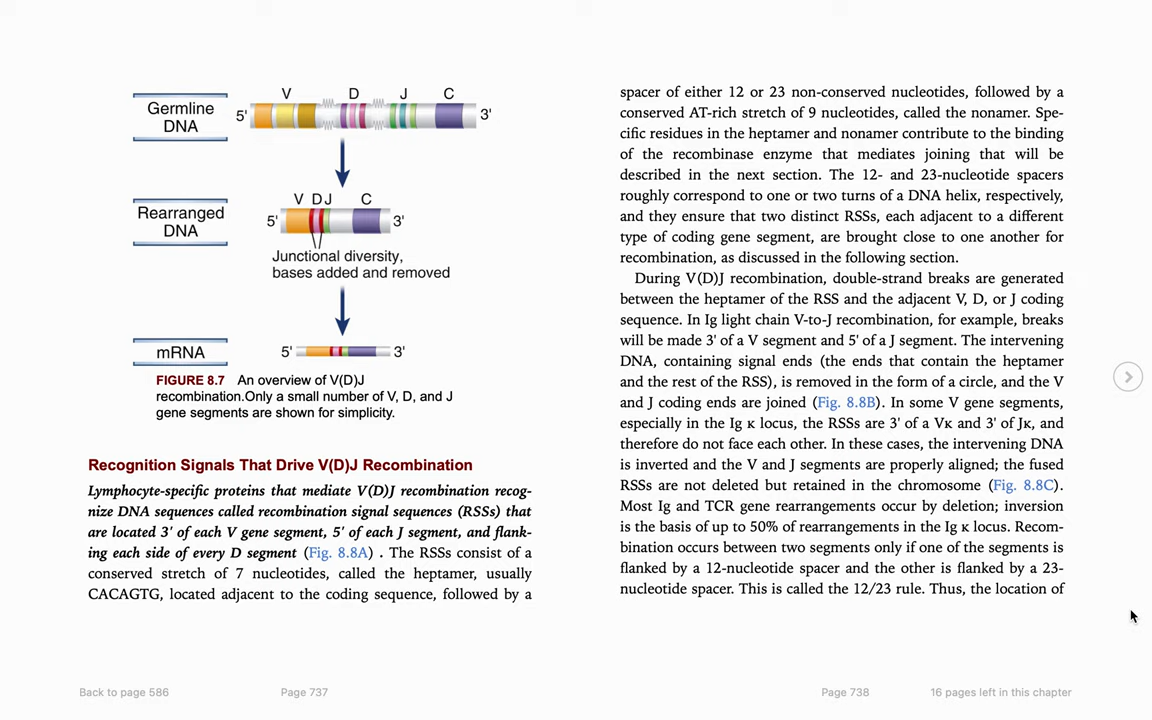 V D J C
Germline
DNA
5' 3'
V D J C
Rearranged
DNA
5' 3'
Junctional diversity,
bases added and removed
mRNA
5' 3'
FIGURE 8.7 An overview of V(D)J
recombination.Only a small number of V, D, and J
gene segments are shown for simplicity.
Recognition Signals That Drive V(D)J Recombination
Lymphocyte-specific proteins that mediate V(D)J recombination recog-
nize DNA sequences called recombination signal sequences (RSSs) that
are located 3' of each V gene segment, 5' of each J segment, and flank-
ing each side of every D segment (Fig. 8.8A) . The RSSs consist of a
conserved stretch of 7 nucleotides, called the heptamer, usually
CACAGTG, located adjacent to the coding sequence, followed by a
spacer of either 12 or 23 non-conserved nucleotides, followed by a
conserved AT-rich stretch of 9 nucleotides, called the nonamer. Spe-
cific residues in the heptamer and nonamer contribute to the binding
of the recombinase enzyme that mediates joining that will be
described in the next section. The 12- and 23-nucleotide spacers
roughly correspond to one or two turns of a DNA helix, respectively,
and they ensure that two distinct RSSs, each adjacent to a different
type of coding gene segment, are brought close to one another for
recombination, as discussed in the following section.
During V(D)J recombination, double-strand breaks are generated
between the heptamer of the RSS and the adjacent V, D, or J coding
sequence. In Ig light chain V-to-J recombination, for example, breaks
will be made 3' of a V segment and 5' of a J segment. The intervening
DNA, containing signal ends (the ends that contain the heptamer
and the rest of the RSS), is removed in the form of a circle, and the V
and J coding ends are joined (Fig. 8.8B). In some V gene segments,
especially in the Ig κ locus, the RSSs are 3' of a Vκ and 3' of Jκ, and
therefore do not face each other. In these cases, the intervening DNA
is inverted and the V and J segments are properly aligned; the fused
RSSs are not deleted but retained in the chromosome (Fig. 8.8C).
Most Ig and TCR gene rearrangements occur by deletion; inversion
is the basis of up to 50% of rearrangements in the Ig κ locus. Recom-
bination occurs between two segments only if one of the segments is
flanked by a 12-nucleotide spacer and the other is flanked by a 23-
nucleotide spacer. This is called the 12/23 rule. Thus, the location of
Back to page 586
Page 737
Page 738
16 pages left in this chapter